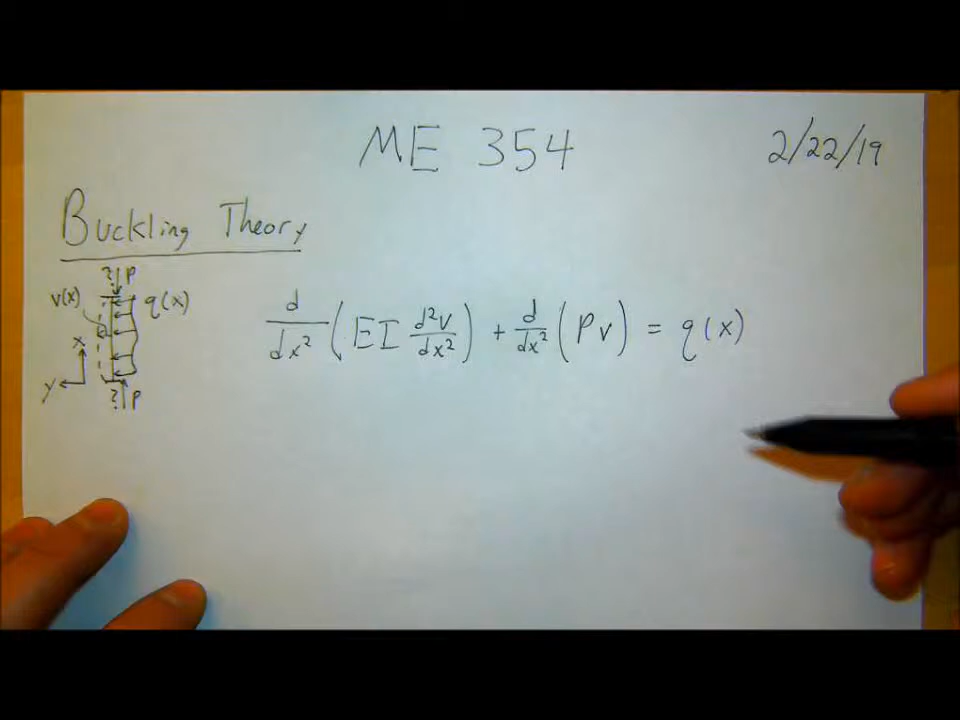 ME 354
2/22/19
Buckling Theory
? P
v(x)
q(x)
x
y
? P
d/dx² (EI d²v/dx²) + d/dx² (Pv) = q(x)